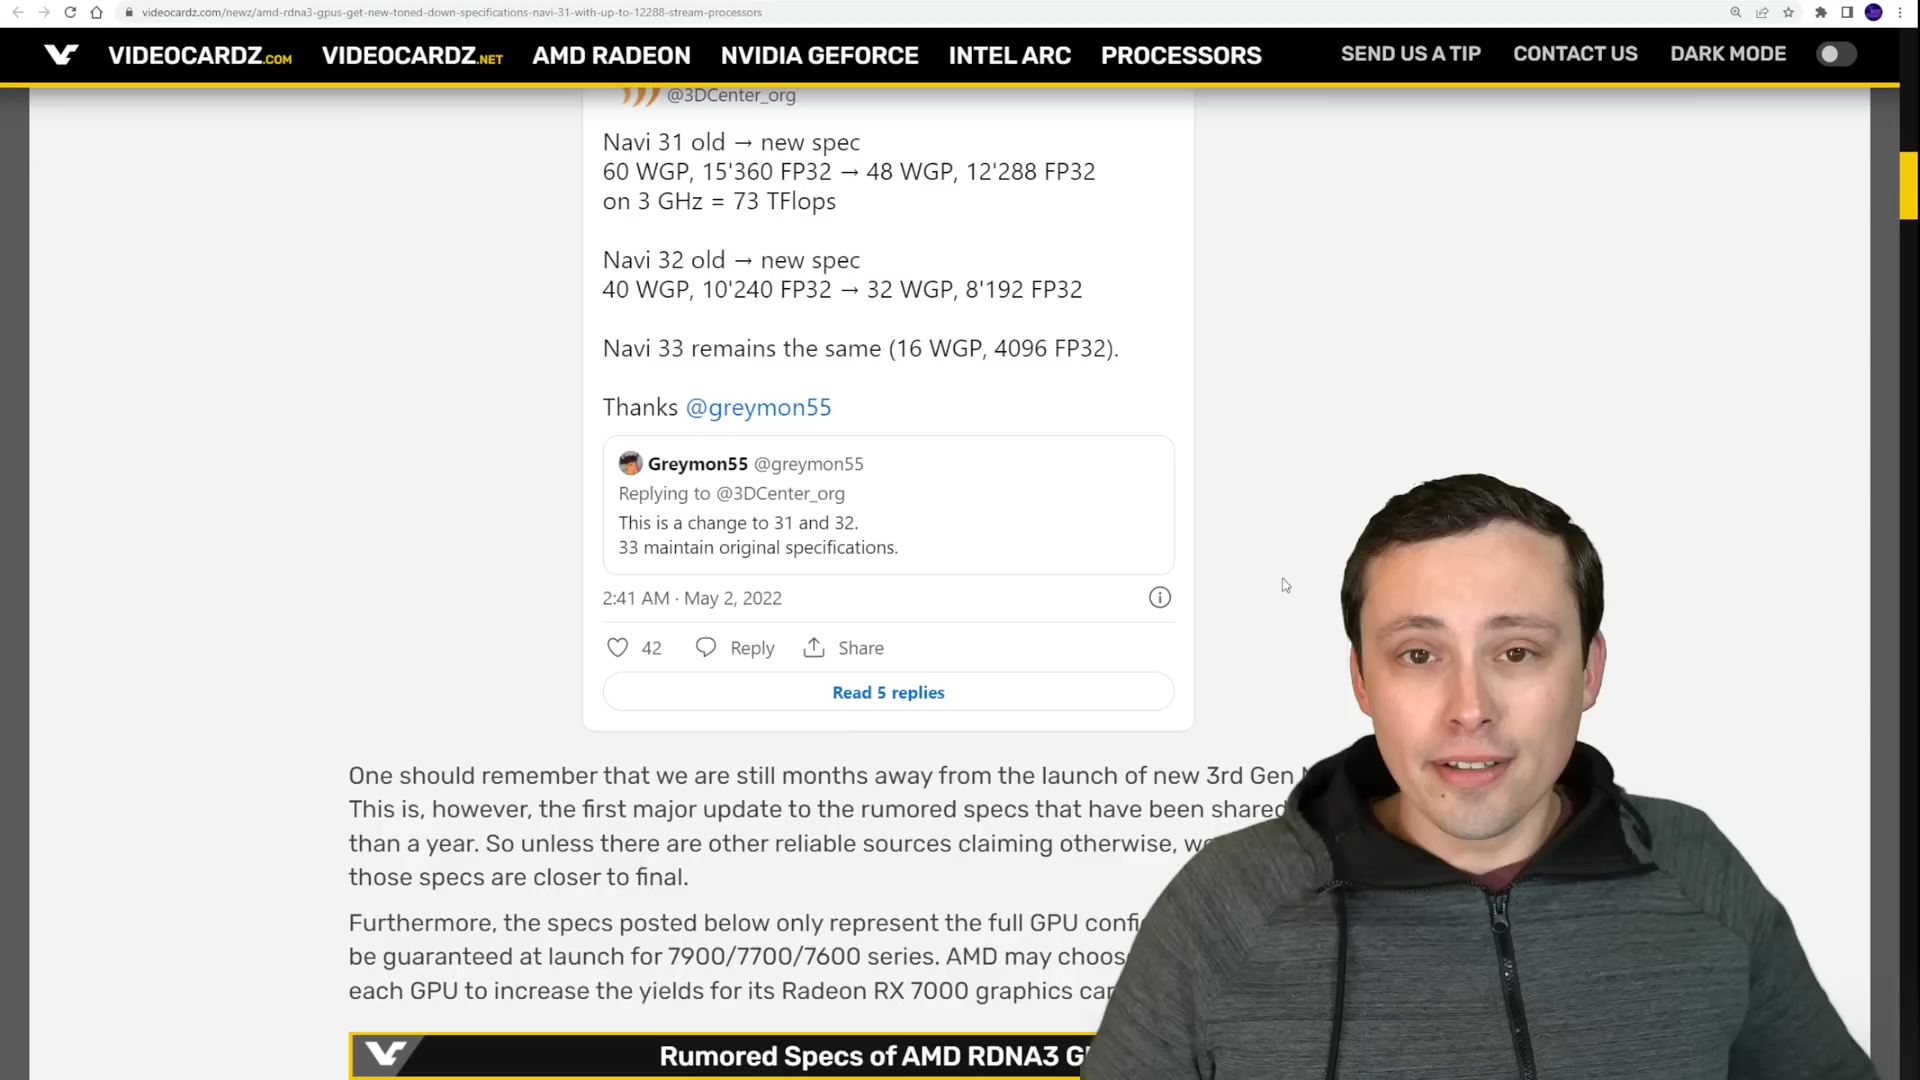 videocardz.com/newz/amd-rdna3-gpus-get-new-toned-down-specifications-navi-31-with-up-to-12288-stream-processors
VIDEOCARDZ.COM VIDEOCARDZ.NET AMD RADEON NVIDIA GEFORCE INTEL ARC PROCESSORS SEND US A TIP CONTACT US DARK MODE
@3DCenter_org
Navi 31 old → new spec
60 WGP, 15'360 FP32 → 48 WGP, 12'288 FP32
on 3 GHz = 73 TFlops
Navi 32 old → new spec
40 WGP, 10'240 FP32 → 32 WGP, 8'192 FP32
Navi 33 remains the same (16 WGP, 4096 FP32).
Thanks @greymon55
Greymon55 @greymon55
Replying to @3DCenter_org
This is a change to 31 and 32.
33 maintain original specifications.
2:41 AM · May 2, 2022
42 Reply Share
Read 5 replies
One should remember that we are still months away from the launch of new 3rd Gen
This is, however, the first major update to the rumored specs that have been shared
than a year. So unless there are other reliable sources claiming otherwise,
those specs are closer to final.
Furthermore, the specs posted below only represent the full GPU
be guaranteed at launch for 7900/7700/7600 series. AMD may
each GPU to increase the yields for its Radeon RX 7000 graphics
Rumored Specs of AMD RDNA3